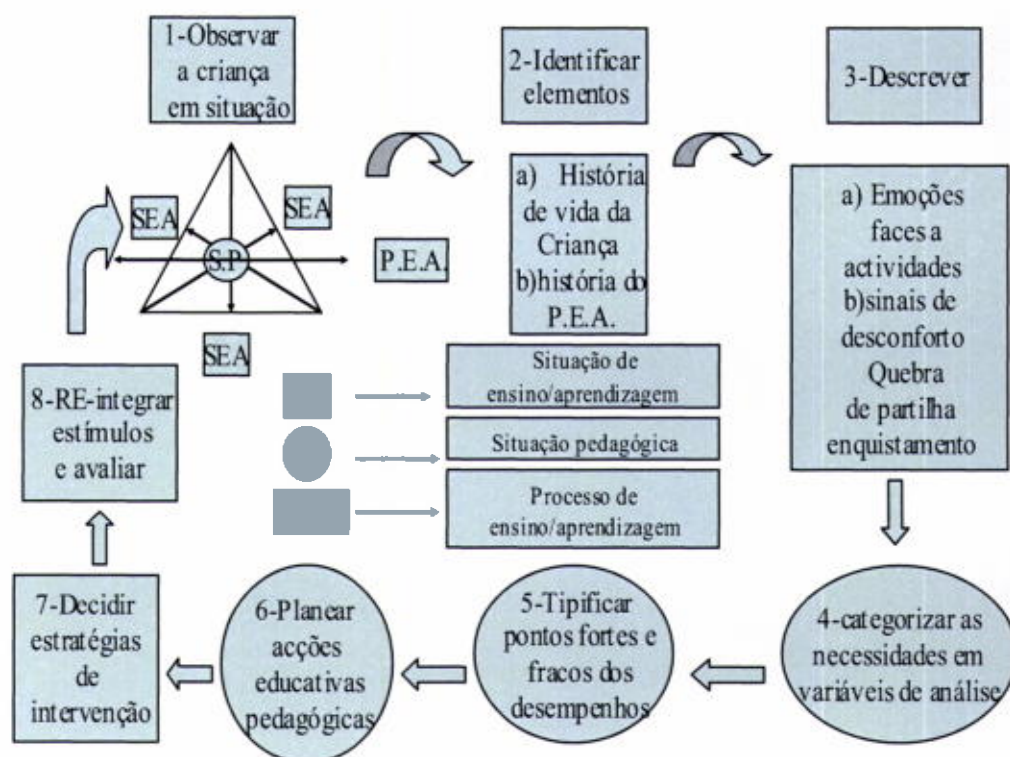 1-Observar
a criança
em situação
2-Identificar
elementos
3-Descrever
SEA
SEA
S.P
P.E.A.
SEA
a) História
de vida da
Criança
b)história do
P.E.A.
a) Emoções
faces a
actividades
b)sinais de
desconforto
Quebra
de partilha
enquistamento
Situação de
ensino/aprendizagem
Situação pedagógica
Processo de
ensino/aprendizagem
4-categorizar as
necessidades em
variáveis de análise
5-Tipificar
pontos fortes e
fracos dos
desempenhos
6-Planear
acções
educativas
pedagógicas
7-Decidir
estratégias
de
intervenção
8-RE-integrar
estímulos
e avaliar